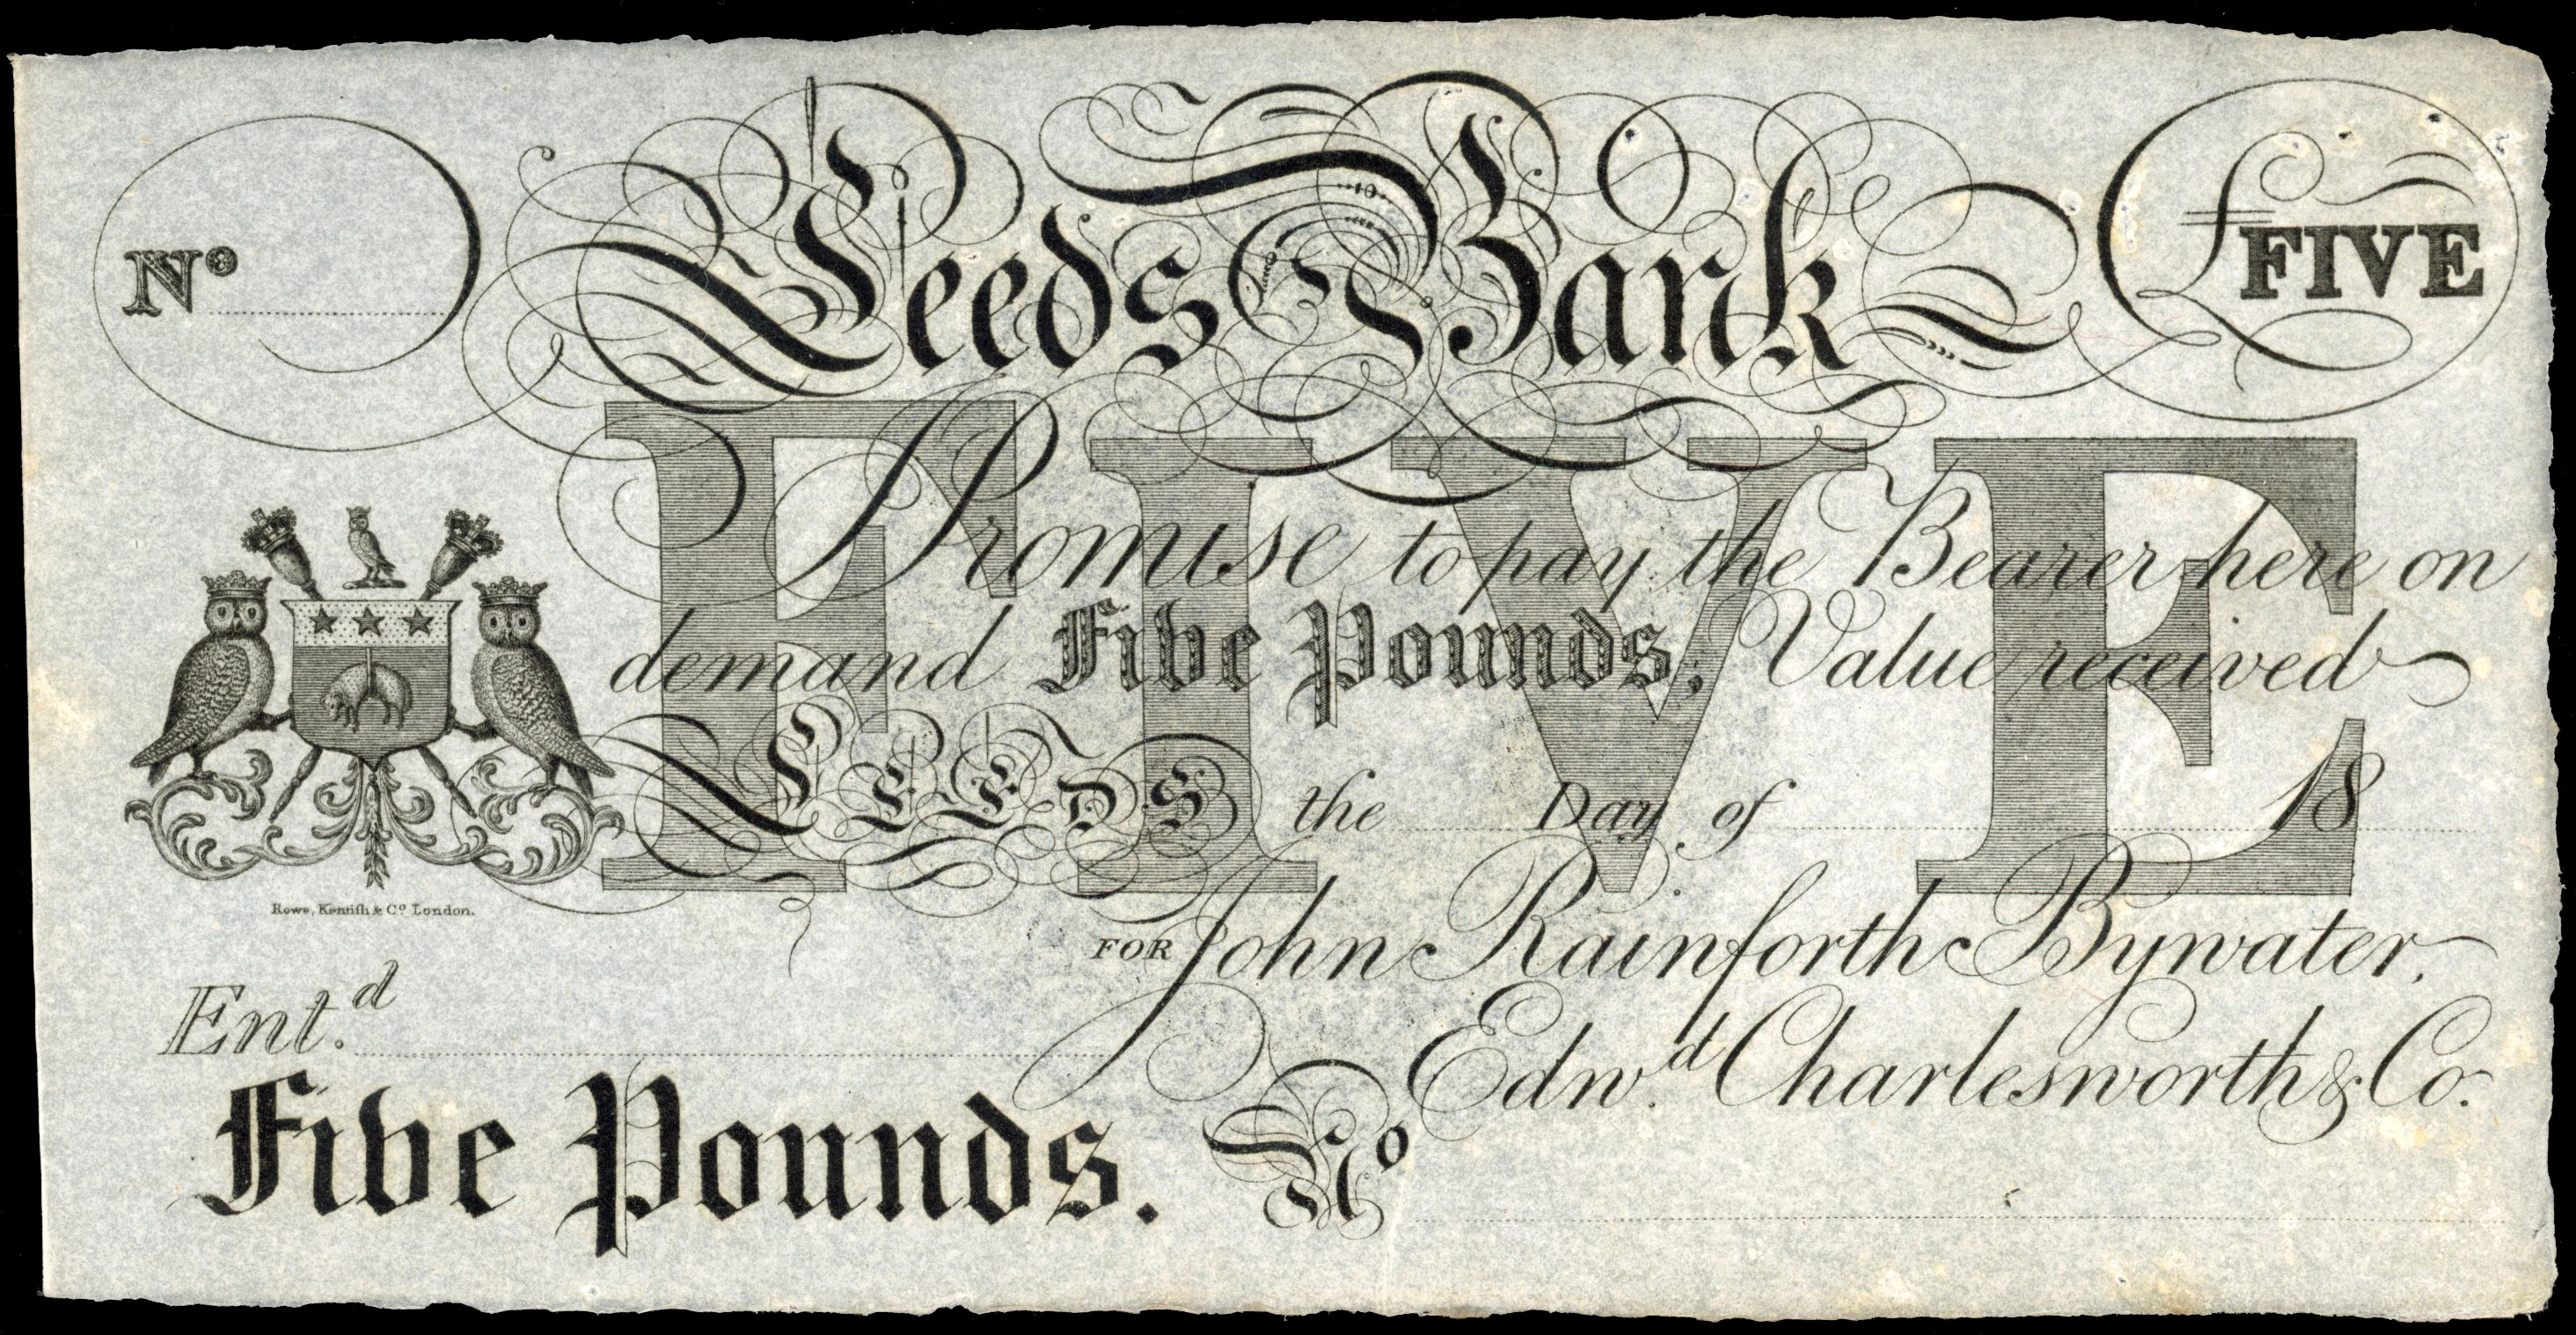 Nº
Leeds Bank
£FIVE
FIVE
Promise to pay the Bearer here on
demand Five Pounds, Value received
LEEDS the Day of 18
Rowe, Kentish & Cº London.
FOR John Rainforth Bywater,
Edwd. Charlesworth & Co.
Ent.d
Five Pounds. Nº